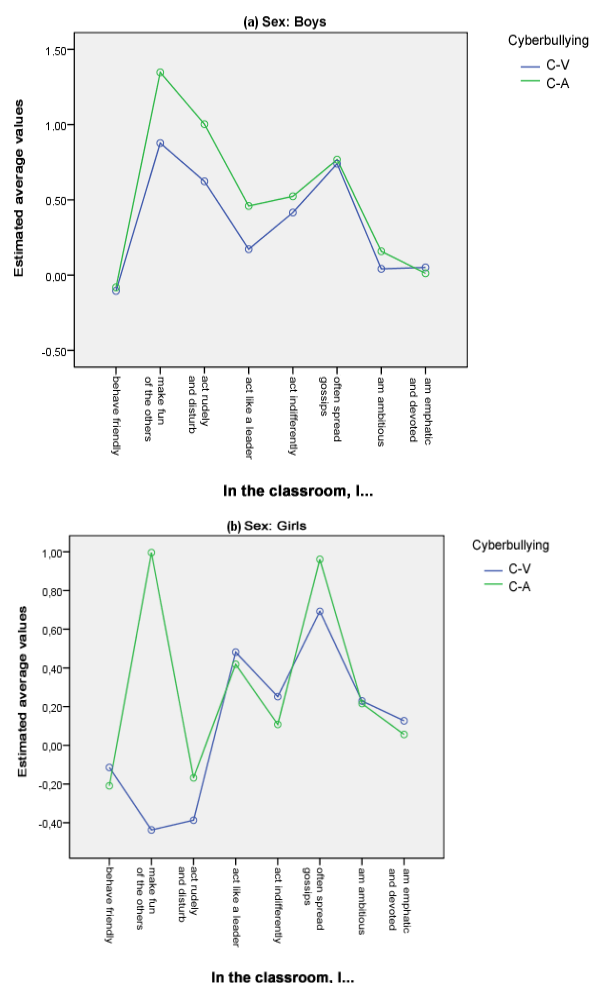 (a) Sex: Boys
Cyberbullying
C-V
C-A
Estimated average values
1.50
1.00
0.50
0.00
-0.50
behave friendly
make fun
of the others
act rudely
and disturb
act like a leader
act indifferently
often spread
gossips
am ambitious
am emphatic
and devoted
In the classroom, I...
(b) Sex: Girls
Cyberbullying
C-V
C-A
Estimated average values
1,00
0,80
0,60
0,40
0,20
0,00
-0,20
-0,40
behave friendly
make fun
of the others
act rudely
and disturb
act like a leader
act indifferently
often spread
gossips
am ambitious
am emphatic
and devoted
In the classroom, I...